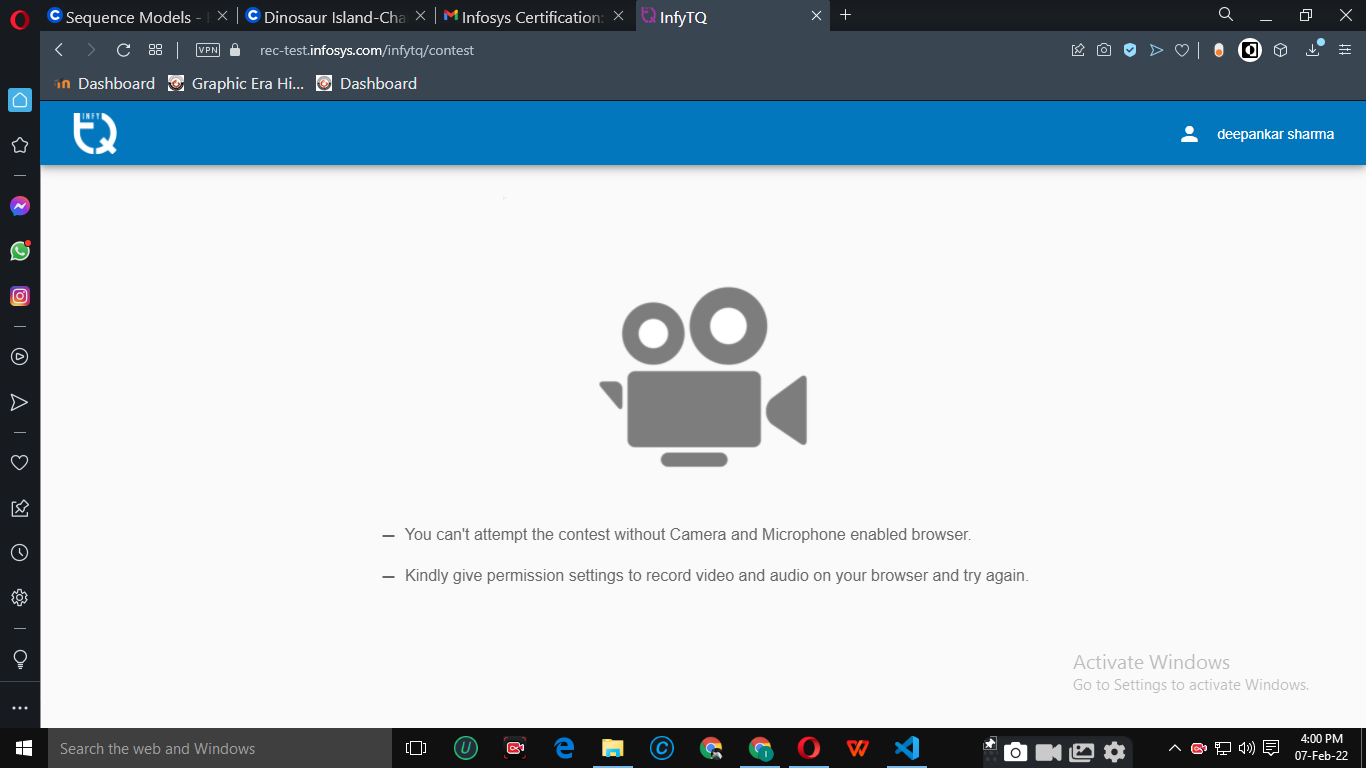 Sequence Models -
Dinosaur Island-Cha
Infosys Certification:
InfyTQ
VPN
rec-test.infosys.com/infytq/contest
Dashboard
Graphic Era Hi...
Dashboard
INFY
TQ
deepankar sharma
You can't attempt the contest without Camera and Microphone enabled browser.
Kindly give permission settings to record video and audio on your browser and try again.
Activate Windows
Go to Settings to activate Windows.
Search the web and Windows
4:00 PM
07-Feb-22